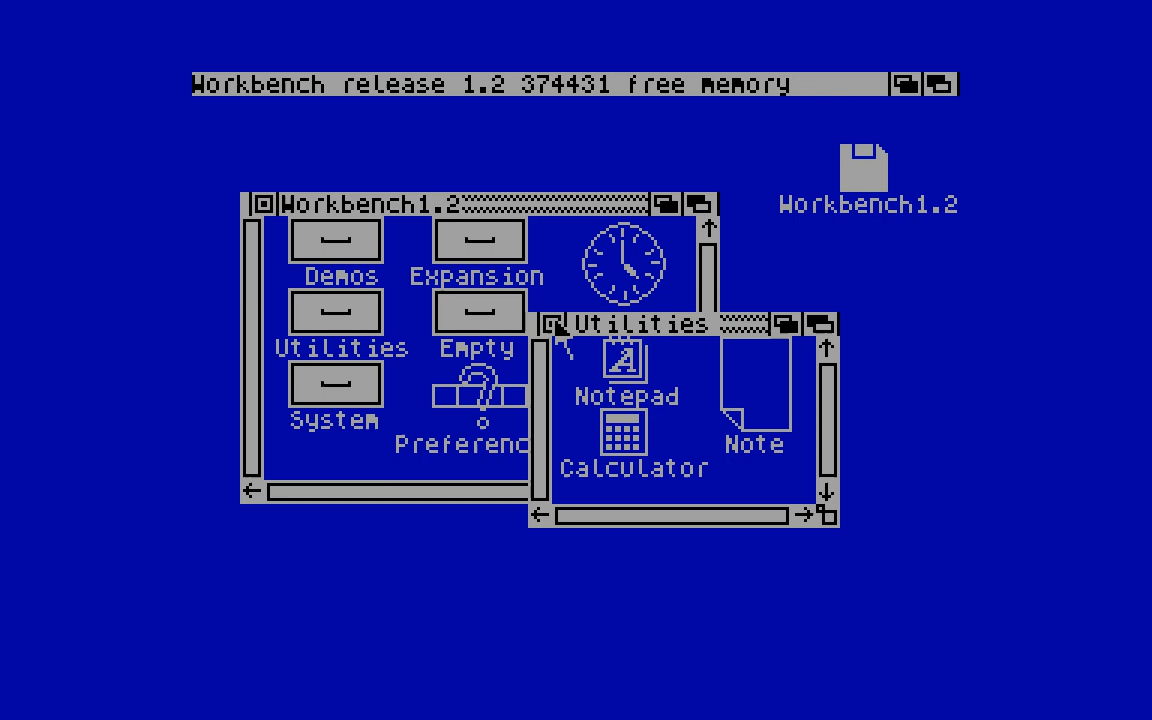 Workbench release 1.2 374431 free memory
Workbench1.2
Workbench1.2
Demos
Expansion
Utilities
Empty
System
Preferenc
Utilities
Notepad
Note
Calculator